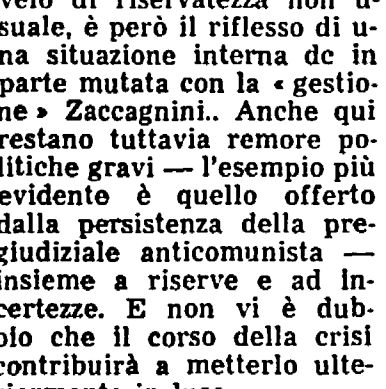 velo di riservatezza non u-
suale, è però il riflesso di u-
na situazione interna dc in
parte mutata con la « gestio-
ne » Zaccagnini.. Anche qui
restano tuttavia remore po-
litiche gravi — l'esempio più
evidente è quello offerto
dalla persistenza della pre-
giudiziale anticomunista —
insieme a riserve e ad in-
certezze. E non vi è dub-
bio che il corso della crisi
contribuirà a metterlo ulte-
riormente in luce